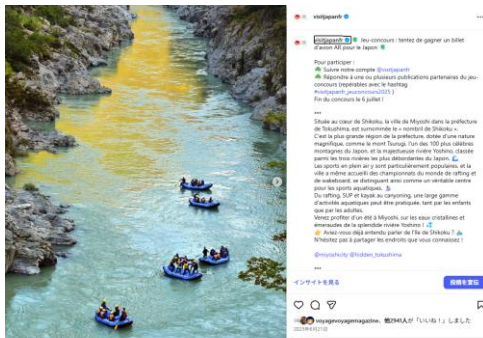 visitjapanfr
visitjapanfr Jeu-concours : tentez de gagner un billet
d'avion AR pour le Japon
Pour participer :
Suivre notre compte @visitjapanfr
Répondre à une ou plusieurs publications partenaires du jeu-
concours (repérables avec le hashtag
#visitjapanfr_jeuconcours2025 )
Fin du concours le 6 juillet !
***
Située au cœur de Shikoku, la ville de Miyoshi dans la préfecture
de Tokushima, est surnommée le « nombril de Shikoku ».
C'est la plus grande région de la préfecture, dotée d'une nature
magnifique, comme le mont Tsurugi, l'un des 100 plus célèbres
montagnes du Japon, et la majestueuse rivière Yoshino, classée
parmi les trois rivières les plus débordantes du Japon.
Les sports en plein air y sont particulièrement populaires, et la
ville a même accueilli des championnats du monde de rafting et
de wakeboard, se distinguant ainsi comme un véritable centre
pour les sports aquatiques.
Du rafting, SUP et kayak au canyoning, une large gamme
d'activités aquatiques peut être pratiquée, tant par les enfants
que par les adultes.
Venez profiter d'un été à Miyoshi, sur les eaux cristallines et
émeraudes de la splendide rivière Yoshino !
Aviez-vous déjà entendu parler de l'île de Shikoku ?
N'hésitez pas à partager les endroits que vous connaissez !
@miyoshicity @hidden_tokushima
***
インサイトを見る
投稿を宣伝
voyagevoyagemagazine、他2941人が「いいね！」しました
2025年6月21日